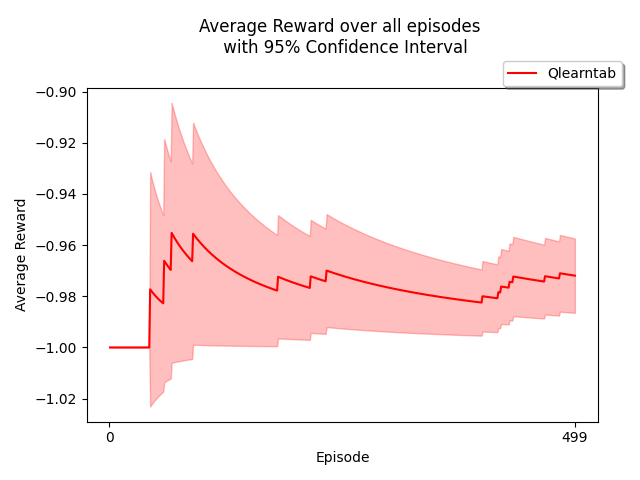 Average Reward over all episodes
with 95% Confidence Interval
Qlearntab
−0.90
−0.92
−0.94
−0.96
−0.98
−1.00
−1.02
Average Reward
0
499
Episode